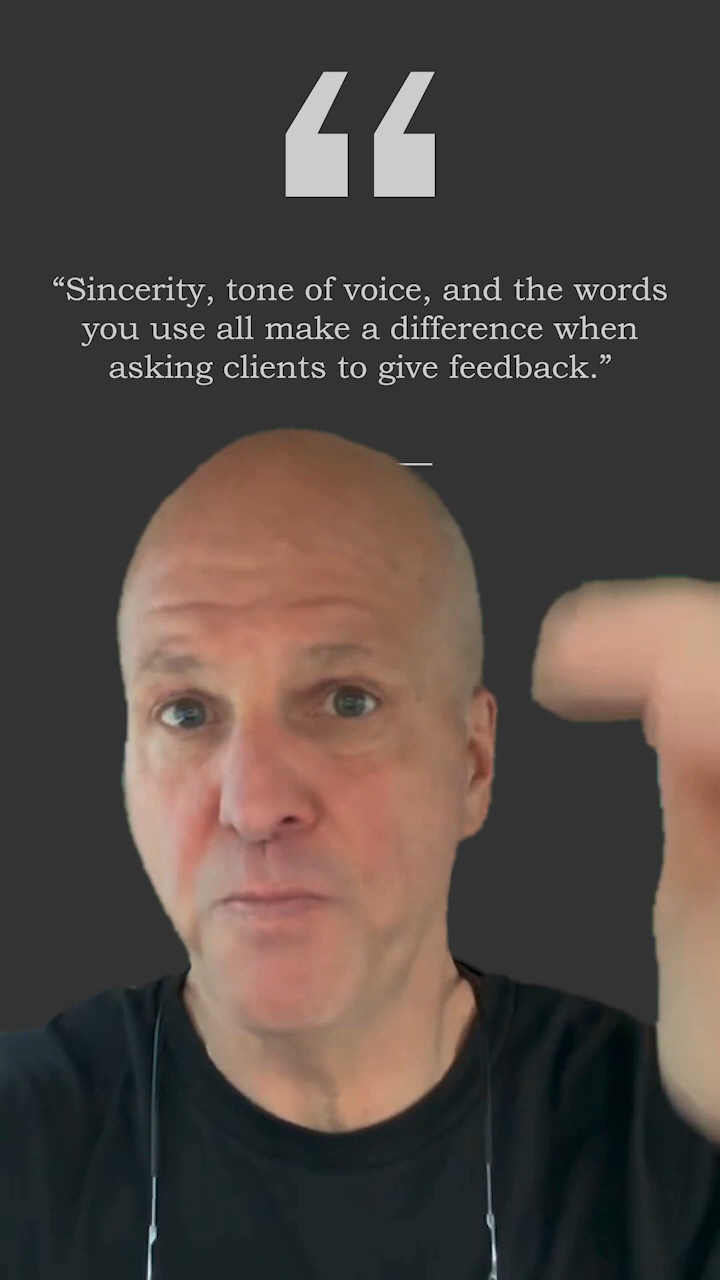 “Sincerity, tone of voice, and the words
you use all make a difference when
asking clients to give feedback.”